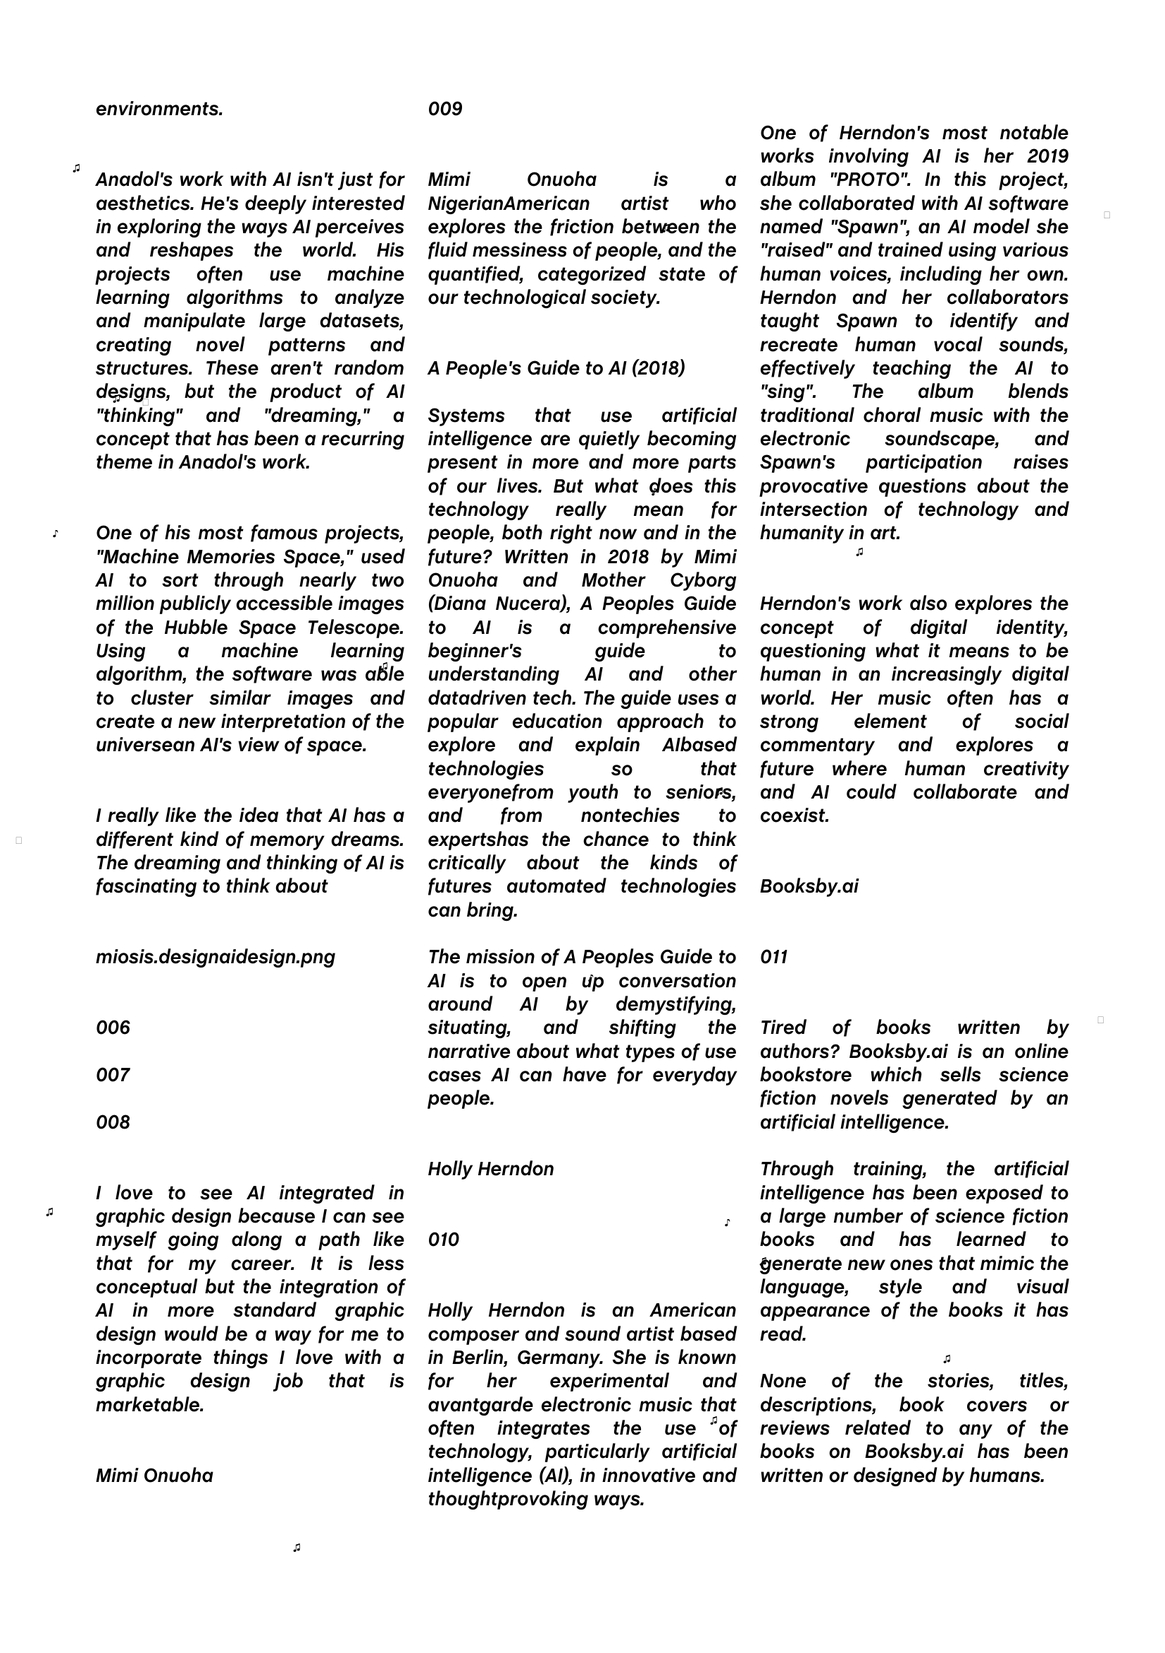 environments.
Anadol's work with AI isn't just for
aesthetics. He's deeply interested
in exploring the ways AI perceives
and reshapes the world. His
projects often use machine
learning algorithms to analyze
and manipulate large datasets,
creating novel patterns and
structures. These aren't random
designs, but the product of AI
"thinking" and "dreaming," a
concept that has been a recurring
theme in Anadol's work.
One of his most famous projects,
"Machine Memories Space," used
AI to sort through nearly two
million publicly accessible images
of the Hubble Space Telescope.
Using a machine learning
algorithm, the software was able
to cluster similar images and
create a new interpretation of the
universean AI's view of space.
I really like the idea that AI has a
different kind of memory dreams.
The dreaming and thinking of AI is
fascinating to think about
miosis.designaidesign.png
006
007
008
I love to see AI integrated in
graphic design because I can see
myself going along a path like
that for my career. It is less
conceptual but the integration of
AI in more standard graphic
design would be a way for me to
incorporate things I love with a
graphic design job that is
marketable.
Mimi Onuoha
009
Mimi Onuoha is a
NigerianAmerican artist who
explores the friction between the
fluid messiness of people, and the
quantified, categorized state of
our technological society.
A People's Guide to AI (2018)
Systems that use artificial
intelligence are quietly becoming
present in more and more parts
of our lives. But what does this
technology really mean for
people, both right now and in the
future? Written in 2018 by Mimi
Onuoha and Mother Cyborg
(Diana Nucera), A Peoples Guide
to AI is a comprehensive
beginner's guide to
understanding AI and other
datadriven tech. The guide uses a
popular education approach to
explore and explain AIbased
technologies so that
everyonefrom youth to seniors,
and from nontechies to
expertshas the chance to think
critically about the kinds of
futures automated technologies
can bring.
The mission of A Peoples Guide to
AI is to open up conversation
around AI by demystifying,
situating, and shifting the
narrative about what types of use
cases AI can have for everyday
people.
Holly Herndon
010
Holly Herndon is an American
composer and sound artist based
in Berlin, Germany. She is known
for her experimental and
avantgarde electronic music that
often integrates the use of
technology, particularly artificial
intelligence (AI), in innovative and
thoughtprovoking ways.
One of Herndon's most notable
works involving AI is her 2019
album "PROTO". In this project,
she collaborated with AI software
named "Spawn", an AI model she
"raised" and trained using various
human voices, including her own.
Herndon and her collaborators
taught Spawn to identify and
recreate human vocal sounds,
effectively teaching the AI to
"sing". The album blends
traditional choral music with the
electronic soundscape, and
Spawn's participation raises
provocative questions about the
intersection of technology and
humanity in art.
Herndon's work also explores the
concept of digital identity,
questioning what it means to be
human in an increasingly digital
world. Her music often has a
strong element of social
commentary and explores a
future where human creativity
and AI could collaborate and
coexist.
Booksby.ai
011
Tired of books written by
authors? Booksby.ai is an online
bookstore which sells science
fiction novels generated by an
artificial intelligence.
Through training, the artificial
intelligence has been exposed to
a large number of science fiction
books and has learned to
generate new ones that mimic the
language, style and visual
appearance of the books it has
read.
None of the stories, titles,
descriptions, book covers or
reviews related to any of the
books on Booksby.ai has been
written or designed by humans.